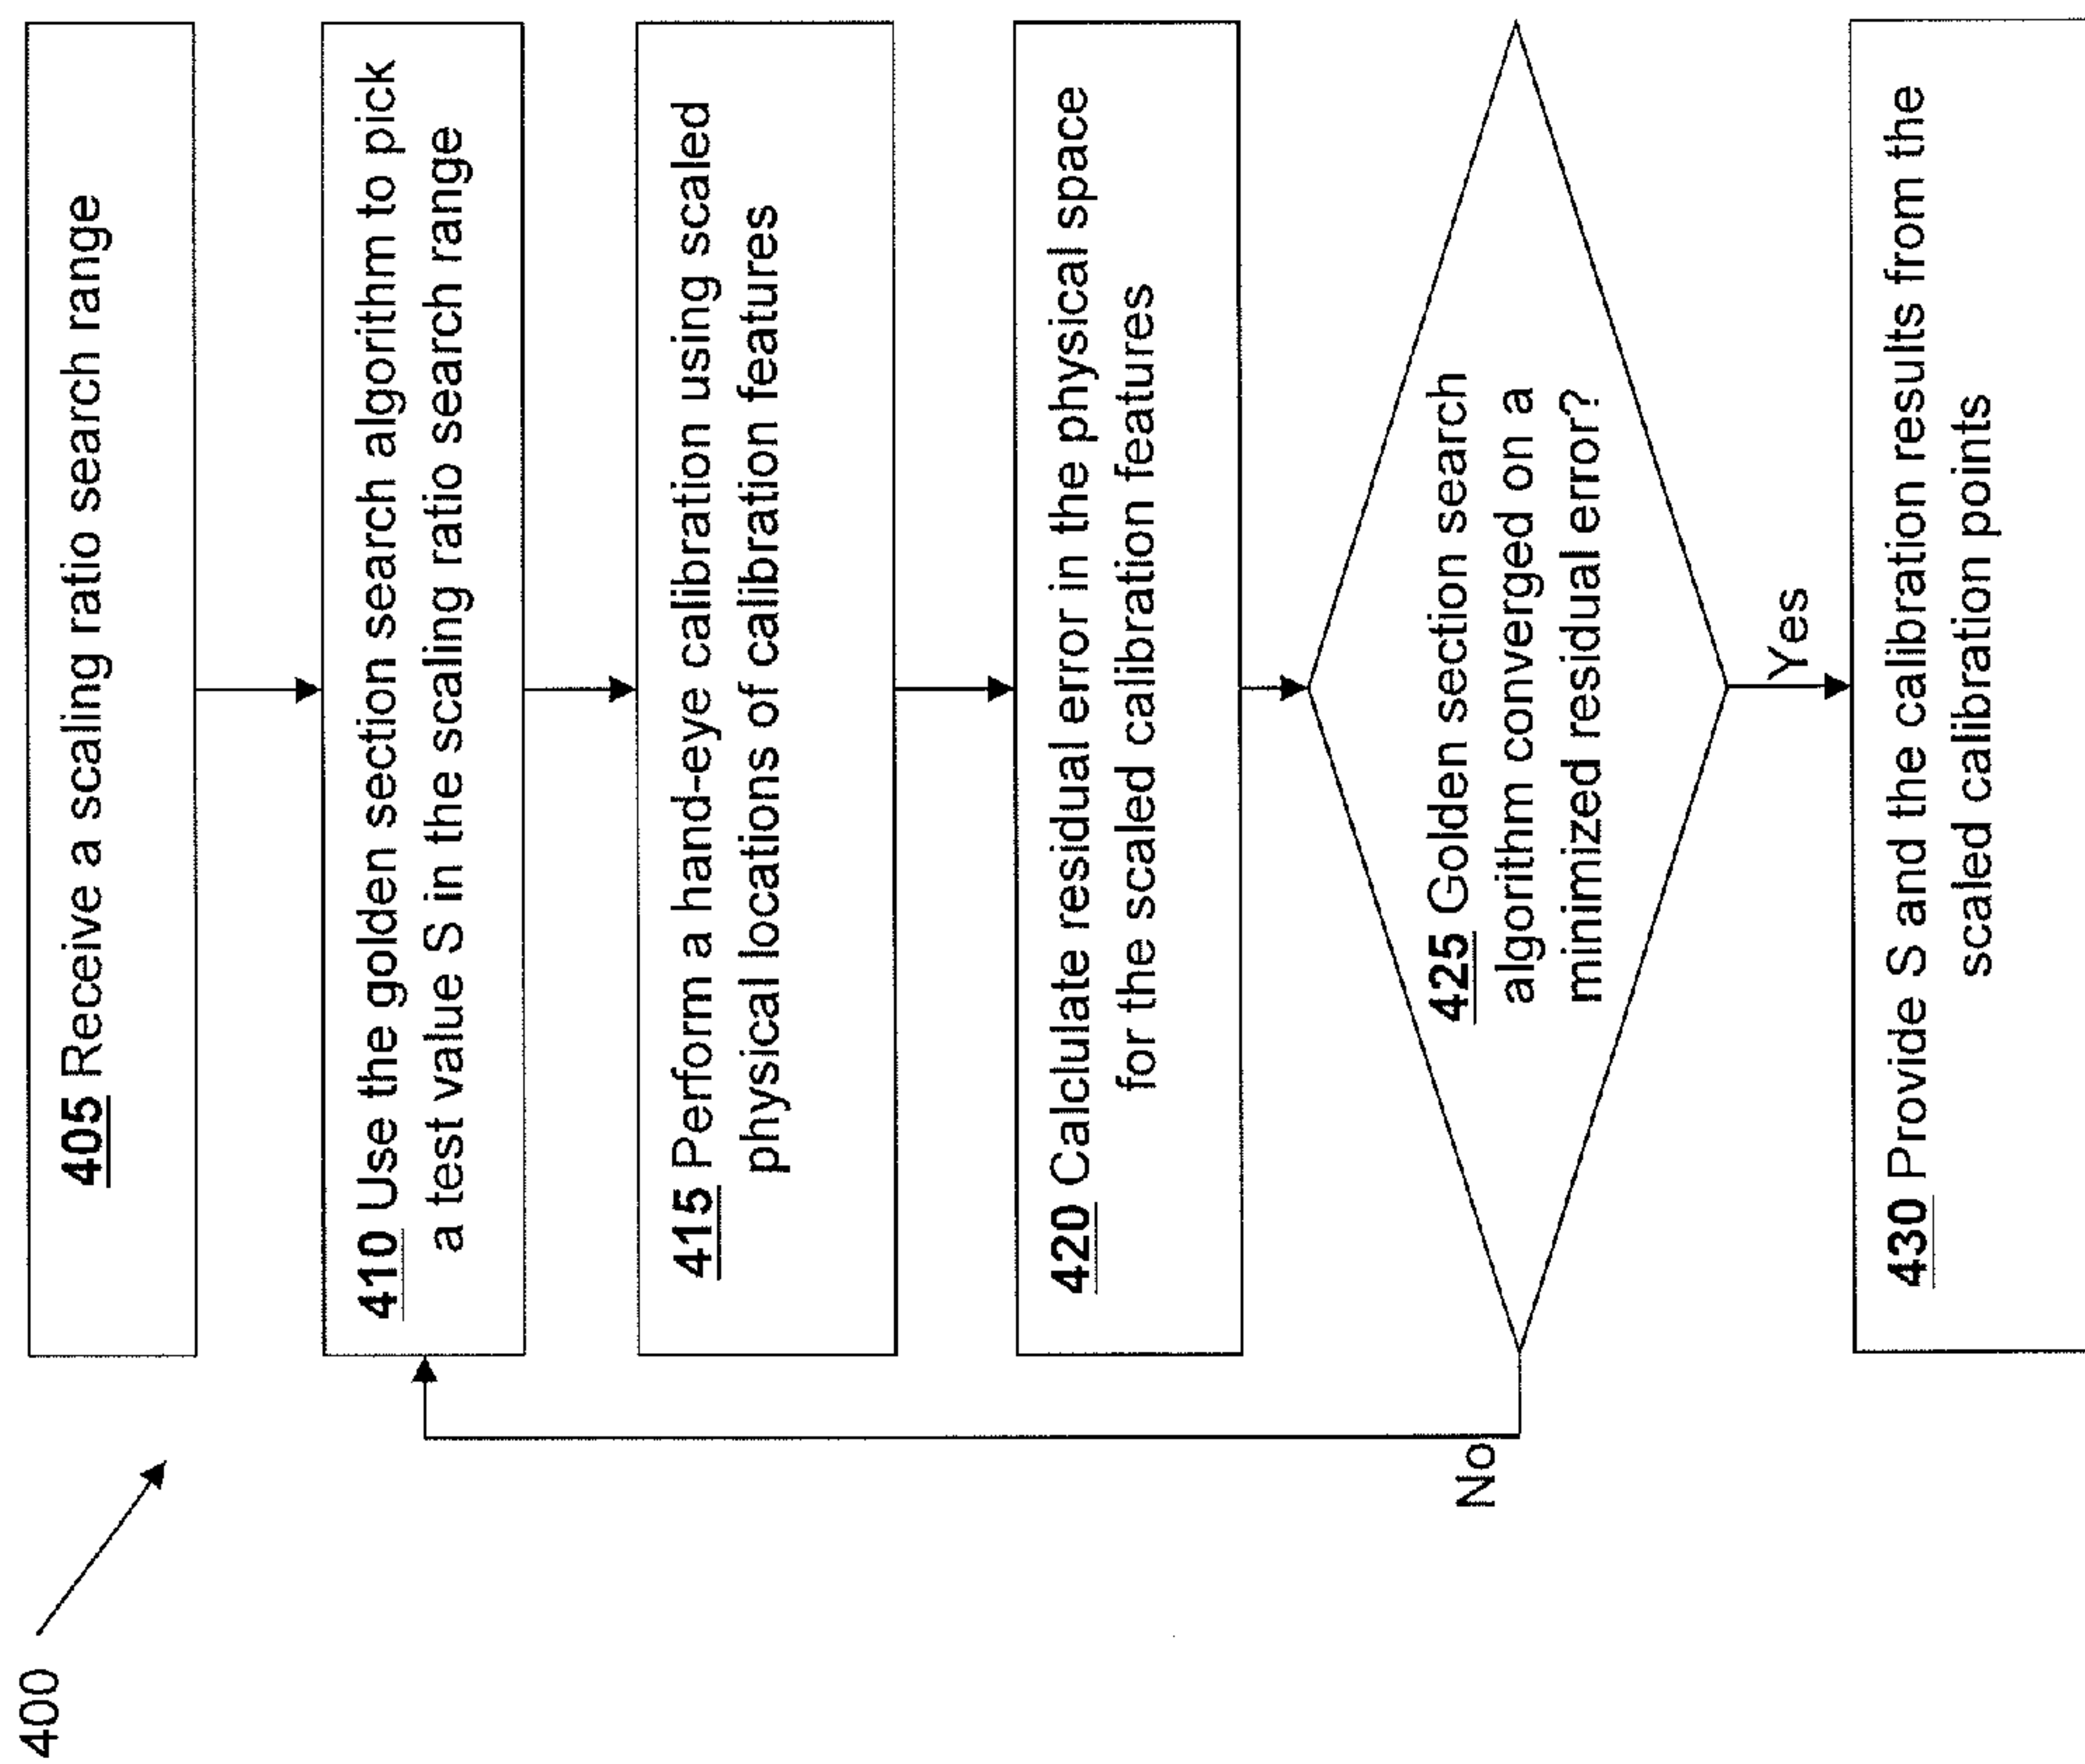 400
405 Receive a scaling ratio search range
410 Use the golden section search algorithm to pick
a test value S in the scaling ratio search range
415 Perform a hand-eye calibration using scaled
physical locations of calibration features
420 Calculate residual error in the physical space
for the scaled calibration features
425 Golden section search
algorithm converged on a
minimized residual error?
No
Yes
430 Provide S and the calibration results from the
scaled calibration points